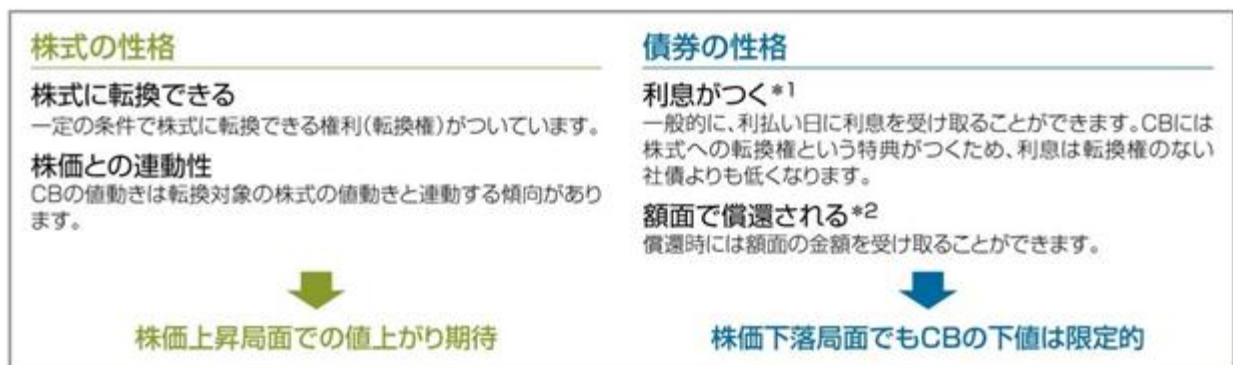 株式の性格
株式に転換できる
一定の条件で株式に転換できる権利(転換権)がついています。
株価との連動性
CBの値動きは転換対象の株式の値動きと連動する傾向があり
ます。
株価上昇局面での値上がり期待
債券の性格
利息がつく*1
一般的に、利払い日に利息を受け取ることができます。CBには
株式への転換権という特典がつくため、利息は転換権のない
社債よりも低くなります。
額面で償還される*2
償還時には額面の金額を受け取ることができます。
株価下落局面でもCBの下値は限定的